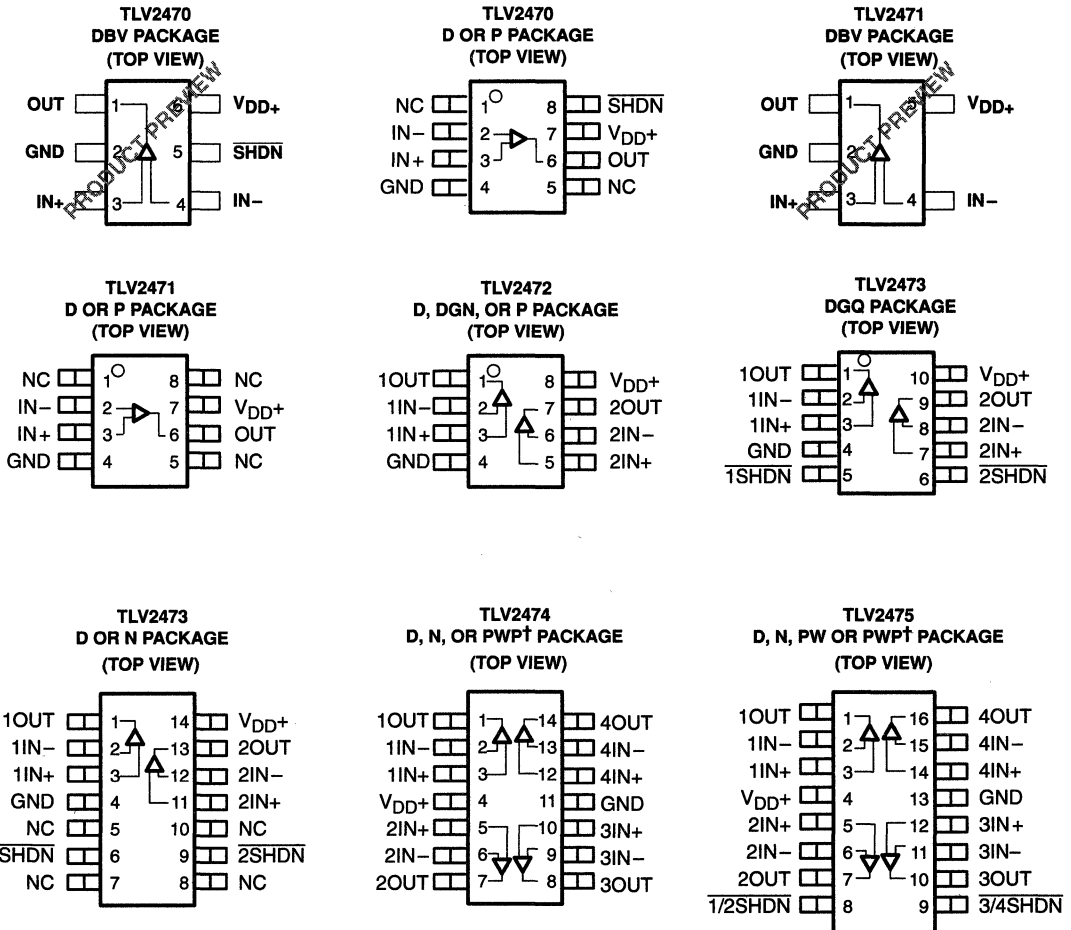 TLV2470
DBV PACKAGE
(TOP VIEW)
OUT 1 6 VDD+
GND 2 5 SHDN
IN+ 3 4 IN−
PRODUCT PREVIEW
TLV2470
D OR P PACKAGE
(TOP VIEW)
NC 1 8 SHDN
IN− 2 7 VDD+
IN+ 3 6 OUT
GND 4 5 NC
TLV2471
DBV PACKAGE
(TOP VIEW)
OUT 1 5 VDD+
GND 2
IN+ 3 4 IN−
PRODUCT PREVIEW
TLV2471
D OR P PACKAGE
(TOP VIEW)
NC 1 8 NC
IN− 2 7 VDD+
IN+ 3 6 OUT
GND 4 5 NC
TLV2472
D, DGN, OR P PACKAGE
(TOP VIEW)
1OUT 1 8 VDD+
1IN− 2 7 2OUT
1IN+ 3 6 2IN−
GND 4 5 2IN+
TLV2473
DGQ PACKAGE
(TOP VIEW)
1OUT 1 10 VDD+
1IN− 2 9 2OUT
1IN+ 3 8 2IN−
GND 4 7 2IN+
1SHDN 5 6 2SHDN
TLV2473
D OR N PACKAGE
(TOP VIEW)
1OUT 1 14 VDD+
1IN− 2 13 2OUT
1IN+ 3 12 2IN−
GND 4 11 2IN+
NC 5 10 NC
SHDN 6 9 2SHDN
NC 7 8 NC
TLV2474
D, N, OR PWP† PACKAGE
(TOP VIEW)
1OUT 1 14 4OUT
1IN− 2 13 4IN−
1IN+ 3 12 4IN+
VDD+ 4 11 GND
2IN+ 5 10 3IN+
2IN− 6 9 3IN−
2OUT 7 8 3OUT
TLV2475
D, N, PW OR PWP† PACKAGE
(TOP VIEW)
1OUT 1 16 4OUT
1IN− 2 15 4IN−
1IN+ 3 14 4IN+
VDD+ 4 13 GND
2IN+ 5 12 3IN+
2IN− 6 11 3IN−
2OUT 7 10 3OUT
1/2SHDN 8 9 3/4SHDN